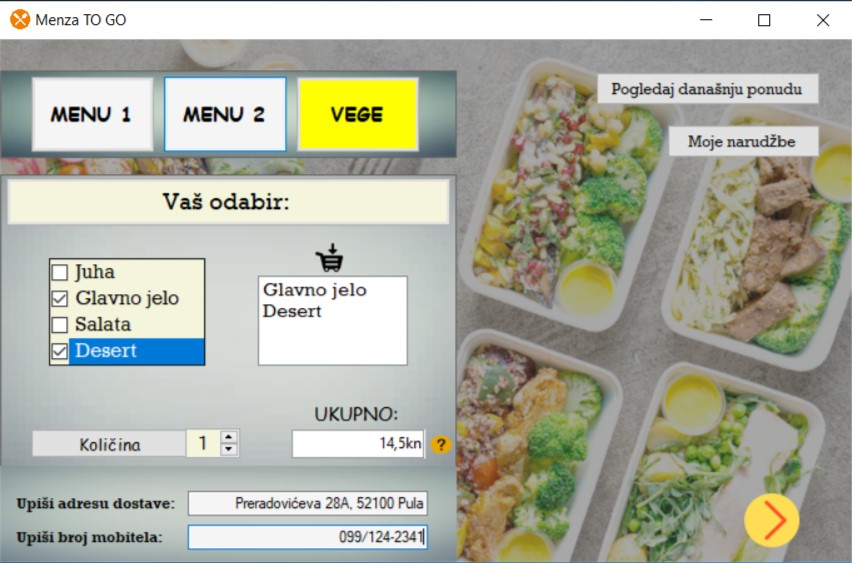 Menza TO GO
MENU 1
MENU 2
VEGE
Pogledaj današnju ponudu
Moje narudžbe
Vaš odabir:
Juha
Glavno jelo
Salata
Desert
Glavno jelo
Desert
UKUPNO:
Količina
1
14,5kn
?
Upiši adresu dostave:
Preradovićeva 28A, 52100 Pula
Upiši broj mobitela:
099/124-2341